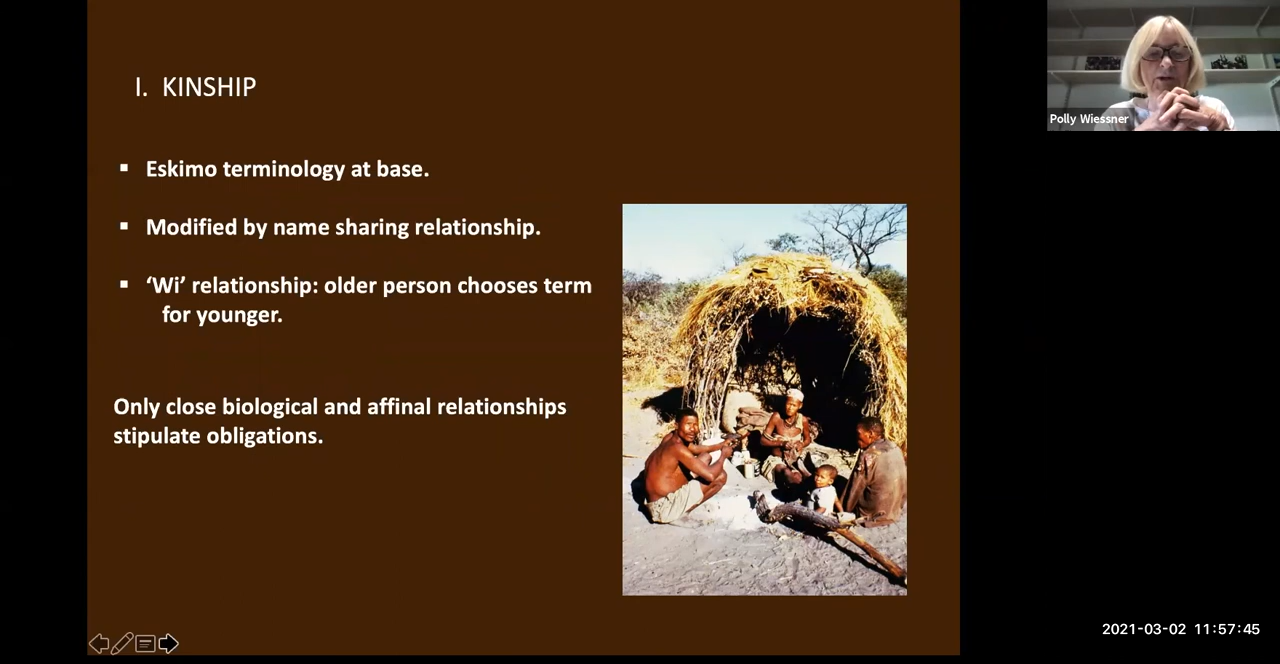 I. KINSHIP
▪ Eskimo terminology at base.
▪ Modified by name sharing relationship.
▪ ‘Wi’ relationship: older person chooses term
for younger.
Only close biological and affinal relationships
stipulate obligations.
Polly Wiessner
2021-03-02 11:57:45